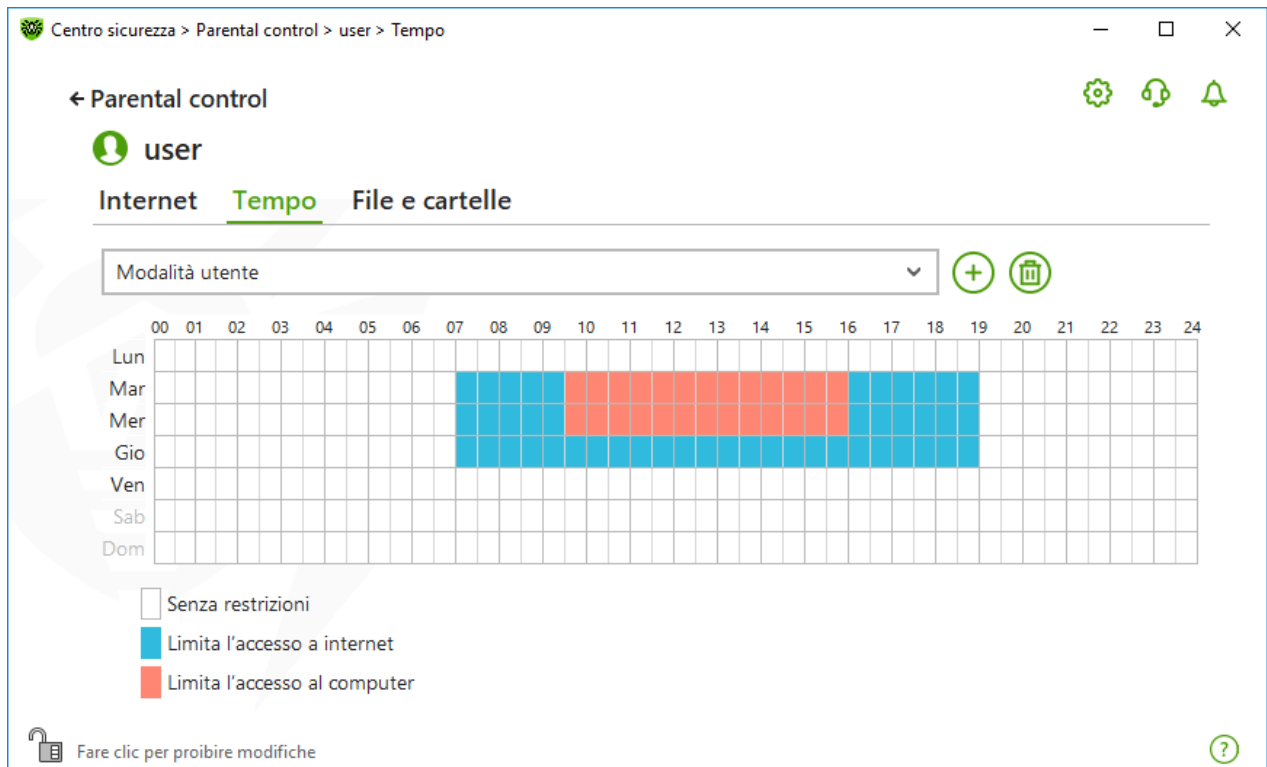 Centro sicurezza > Parental control > user > Tempo
Parental control
user
Internet Tempo File e cartelle
Modalità utente
00 01 02 03 04 05 06 07 08 09 10 11 12 13 14 15 16 17 18 19 20 21 22 23 24
Lun
Mar
Mer
Gio
Ven
Sab
Dom
Senza restrizioni
Limita l'accesso a internet
Limita l'accesso al computer
Fare clic per proibire modifiche
?